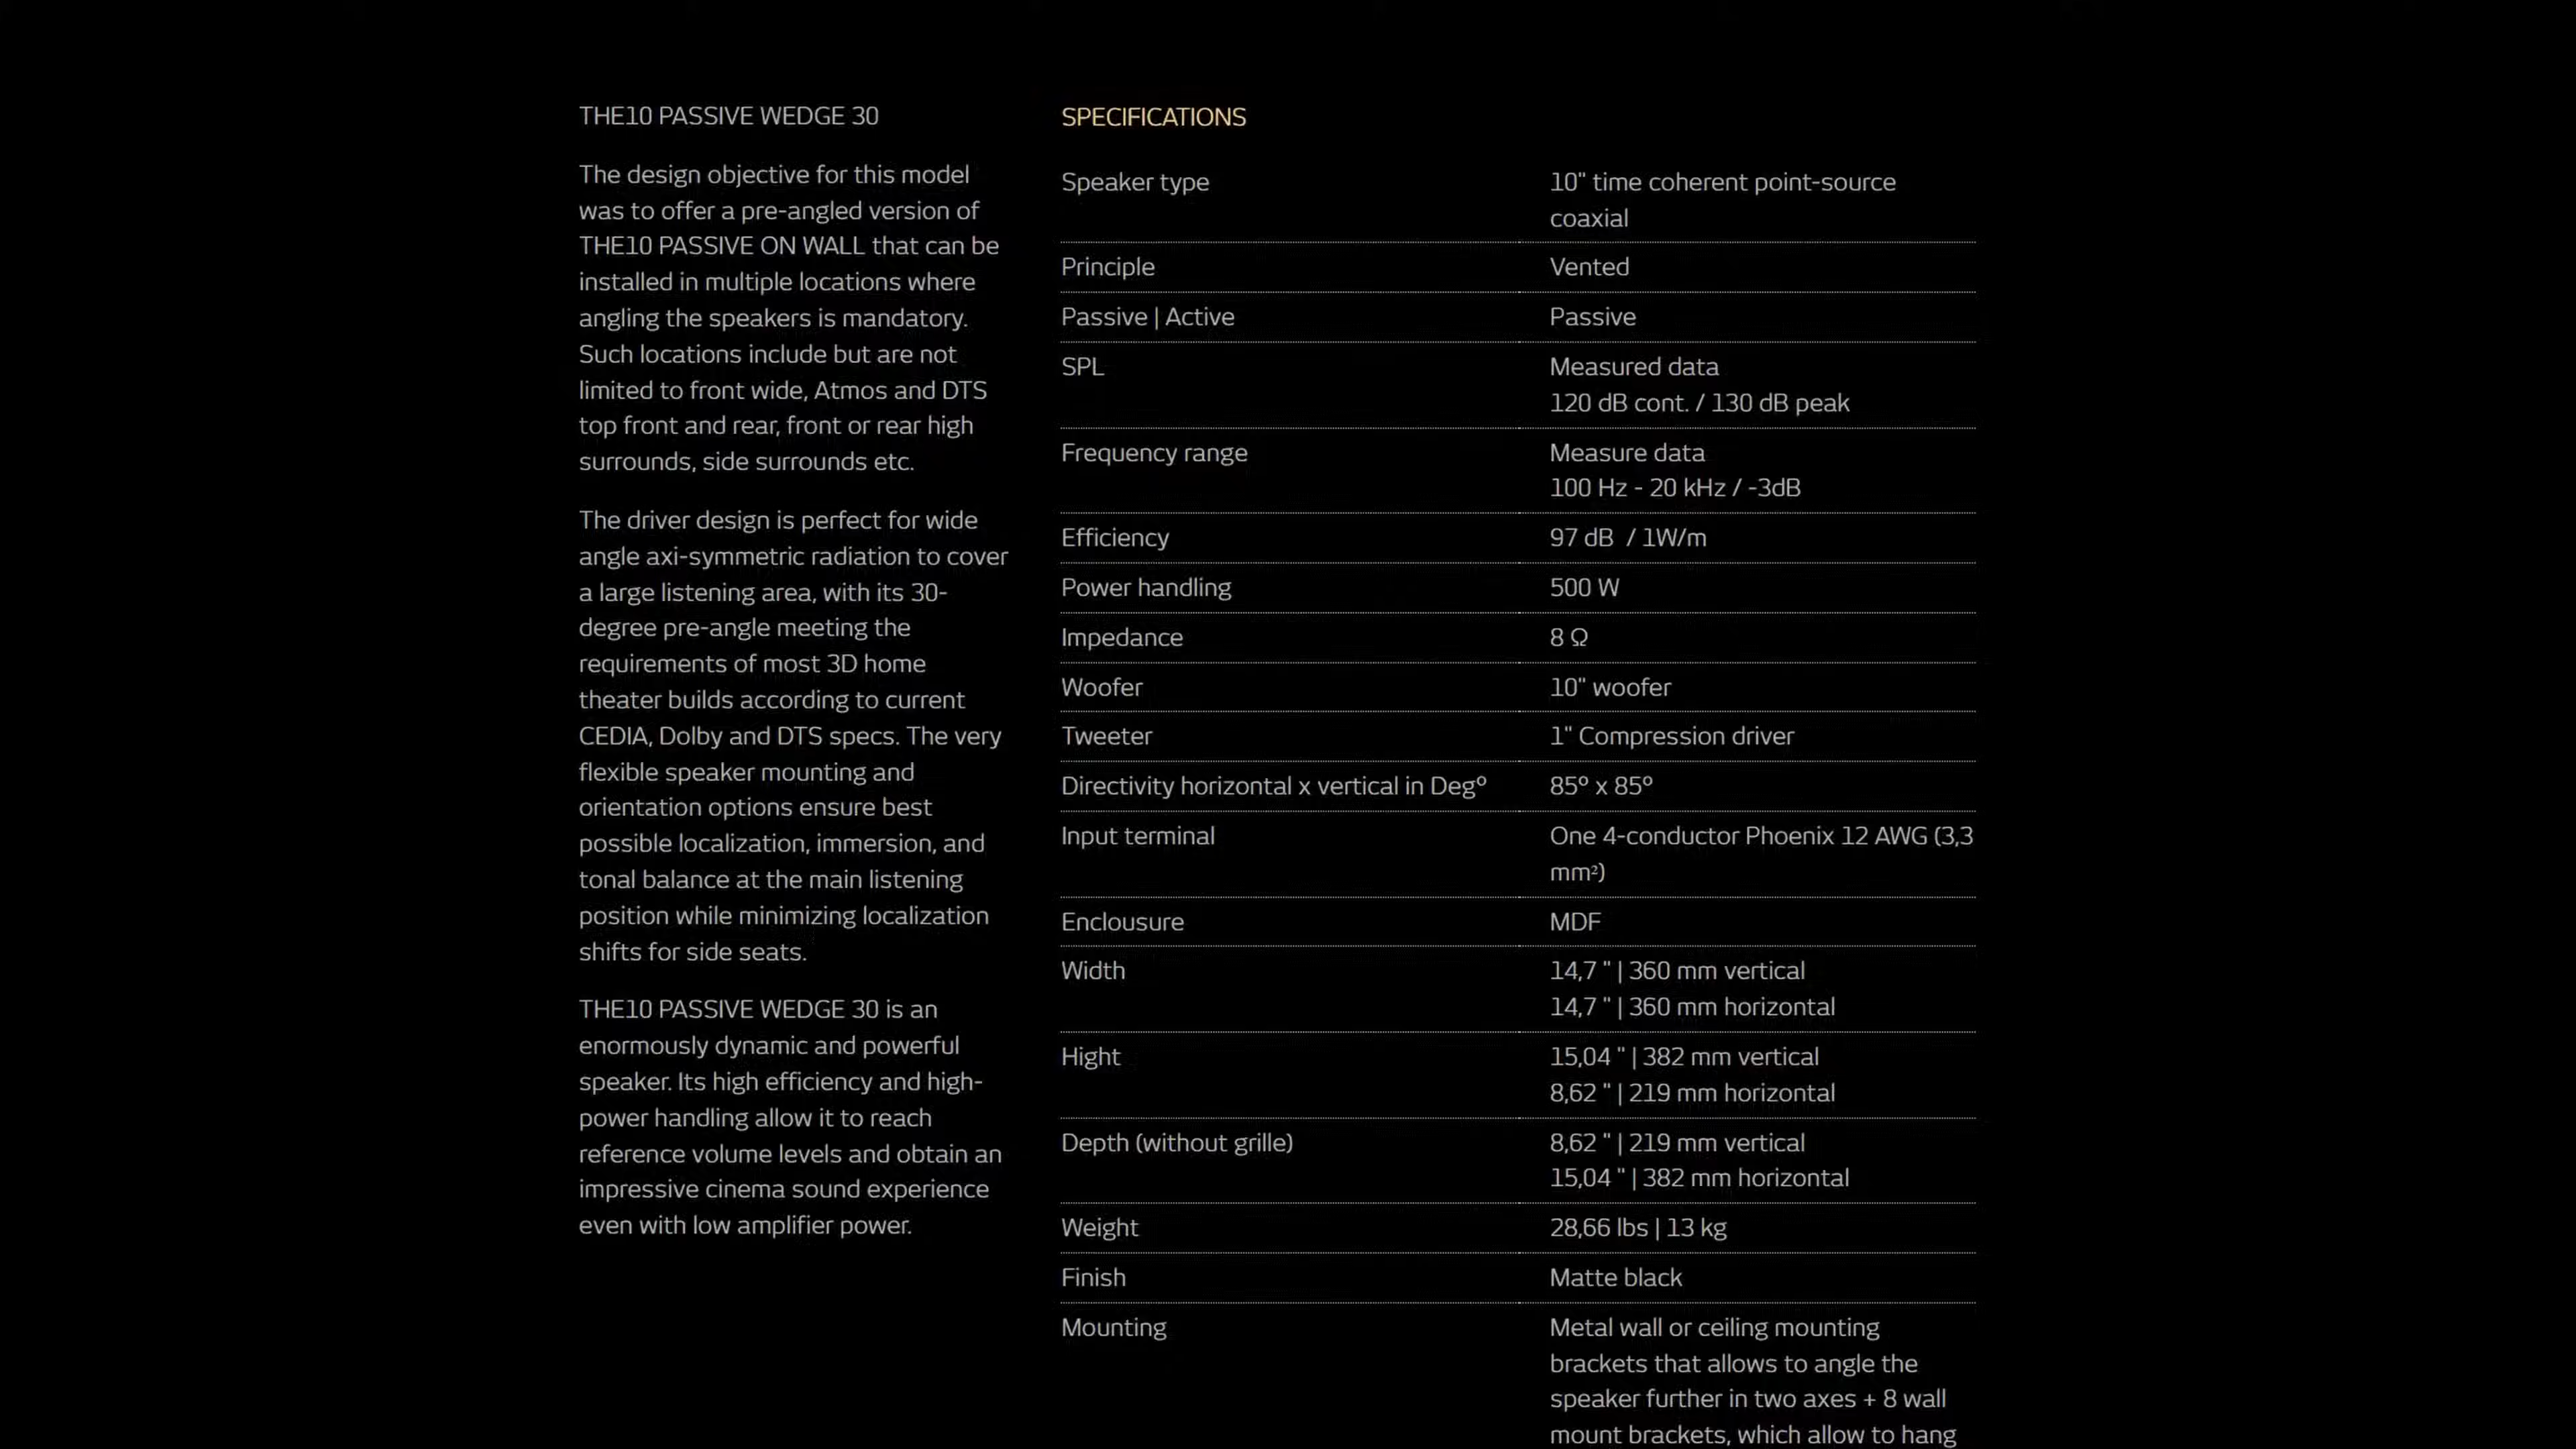 THE10 PASSIVE WEDGE 30
The design objective for this model
was to offer a pre-angled version of
THE10 PASSIVE ON WALL that can be
installed in multiple locations where
angling the speakers is mandatory.
Such locations include but are not
limited to front wide, Atmos and DTS
top front and rear, front or rear high
surrounds, side surrounds etc.
The driver design is perfect for wide
angle axi-symmetric radiation to cover
a large listening area, with its 30-
degree pre-angle meeting the
requirements of most 3D home
theater builds according to current
CEDIA, Dolby and DTS specs. The very
flexible speaker mounting and
orientation options ensure best
possible localization, immersion, and
tonal balance at the main listening
position while minimizing localization
shifts for side seats.
THE10 PASSIVE WEDGE 30 is an
enormously dynamic and powerful
speaker. Its high efficiency and high-
power handling allow it to reach
reference volume levels and obtain an
impressive cinema sound experience
even with low amplifier power.
SPECIFICATIONS
Speaker type 10" time coherent point-source
coaxial
Principle Vented
Passive | Active Passive
SPL Measured data
120 dB cont. / 130 dB peak
Frequency range Measure data
100 Hz - 20 kHz / -3dB
Efficiency 97 dB / 1W/m
Power handling 500 W
Impedance 8 Ω
Woofer 10" woofer
Tweeter 1" Compression driver
Directivity horizontal x vertical in Degº 85º x 85º
Input terminal One 4-conductor Phoenix 12 AWG (3,3
mm²)
Enclousure MDF
Width 14,7 " | 360 mm vertical
14,7 " | 360 mm horizontal
Hight 15,04 " | 382 mm vertical
8,62 " | 219 mm horizontal
Depth (without grille) 8,62 " | 219 mm vertical
15,04 " | 382 mm horizontal
Weight 28,66 lbs | 13 kg
Finish Matte black
Mounting Metal wall or ceiling mounting
brackets that allows to angle the
speaker further in two axes + 8 wall
mount brackets, which allow to hang